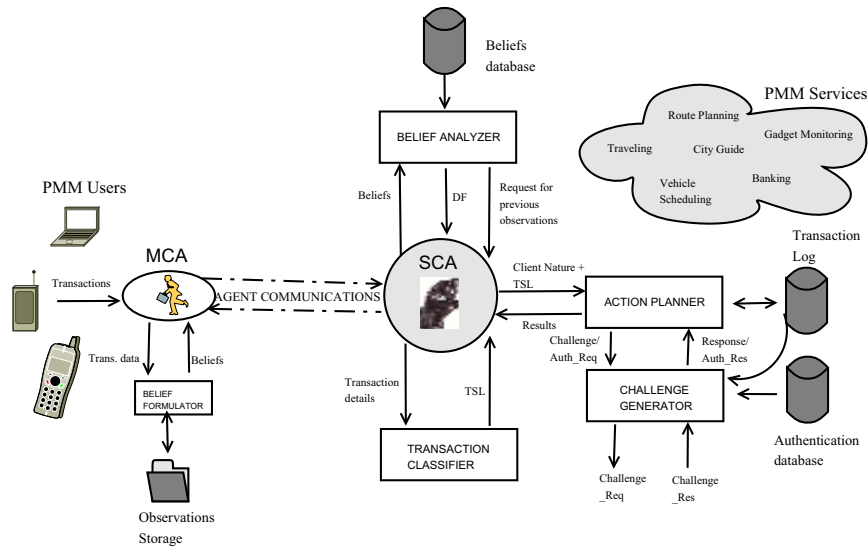 Beliefs
database
PMM Services
Route Planning
Gadget Monitoring
Traveling
City Guide
Vehicle
Scheduling
Banking
BELIEF ANALYZER
PMM Users
Beliefs
DF
Request for
previous
observations
MCA
SCA
Transaction
Log
Transactions
AGENT COMMUNICATIONS
Client Nature +
TSL
ACTION PLANNER
Results
Trans. data
Beliefs
Challenge/
Auth_Req
Response/
Auth_Res
BELIEF
FORMULATOR
Transaction
details
TSL
CHALLENGE
GENERATOR
TRANSACTION
CLASSIFIER
Authentication
database
Challenge
_Req
Challenge
_Res
Observations
Storage